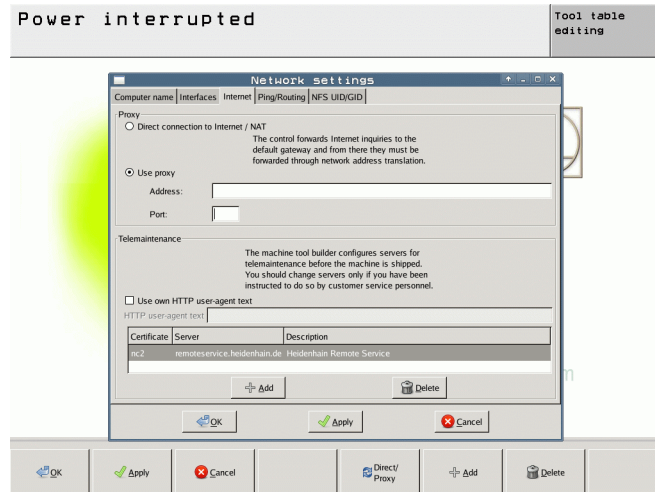 Power interrupted
Tool table
editing
Network settings
Computer name Interfaces Internet Ping/Routing NFS UID/GID
Proxy
Direct connection to Internet / NAT
The control forwards Internet inquiries to the
default gateway and from there they must be
forwarded through network address translation.
Use proxy
Address:
Port:
Telemaintenance
The machine tool builder configures servers for
telemaintenance before the machine is shipped.
You should change servers only if you have been
instructed to do so by customer service personnel.
Use own HTTP user-agent text
HTTP user-agent text
Certificate Server Description
nc2 remoteservice.heidenhain.de Heidenhain Remote Service
Add Delete
OK Apply Cancel
OK Apply Cancel Direct/
Proxy Add Delete